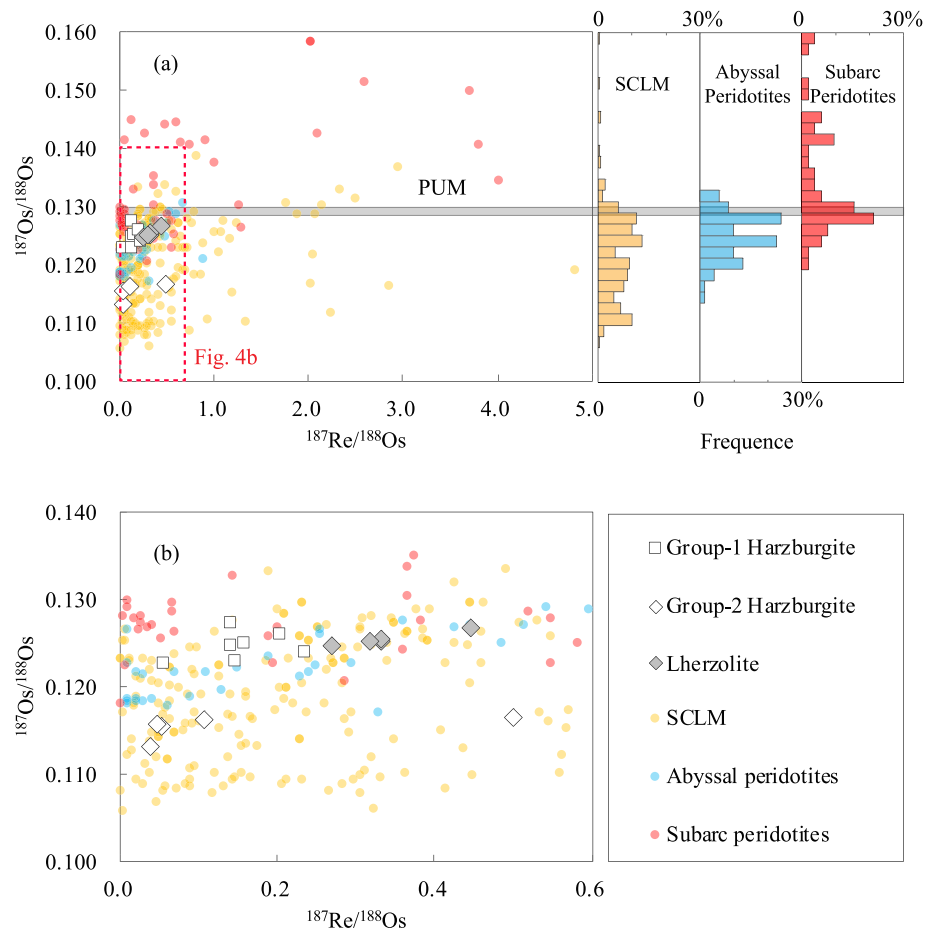 0 30% 0 30%
0.160
(a)
0.150
0.140
0.130
0.120
0.110
0.100
PUM
Fig. 4b
187Os/188Os
0.0 1.0 2.0 3.0 4.0 5.0
187Re/188Os
SCLM
Abyssal
Peridotites
Subarc
Peridotites
0 30%
Frequence
0.140
(b)
0.130
0.120
0.110
0.100
187Os/188Os
0.0 0.2 0.4 0.6
187Re/188Os
Group-1 Harzburgite
Group-2 Harzburgite
Lherzolite
SCLM
Abyssal peridotites
Subarc peridotites